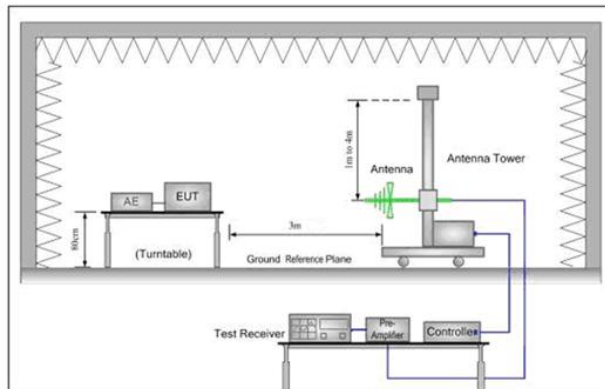 1m to 4m
Antenna
Antenna Tower
AE
EUT
80cm
(Turntable)
3m
Ground Reference Plane
Test Receiver
Pre-
Amplifier
Controller